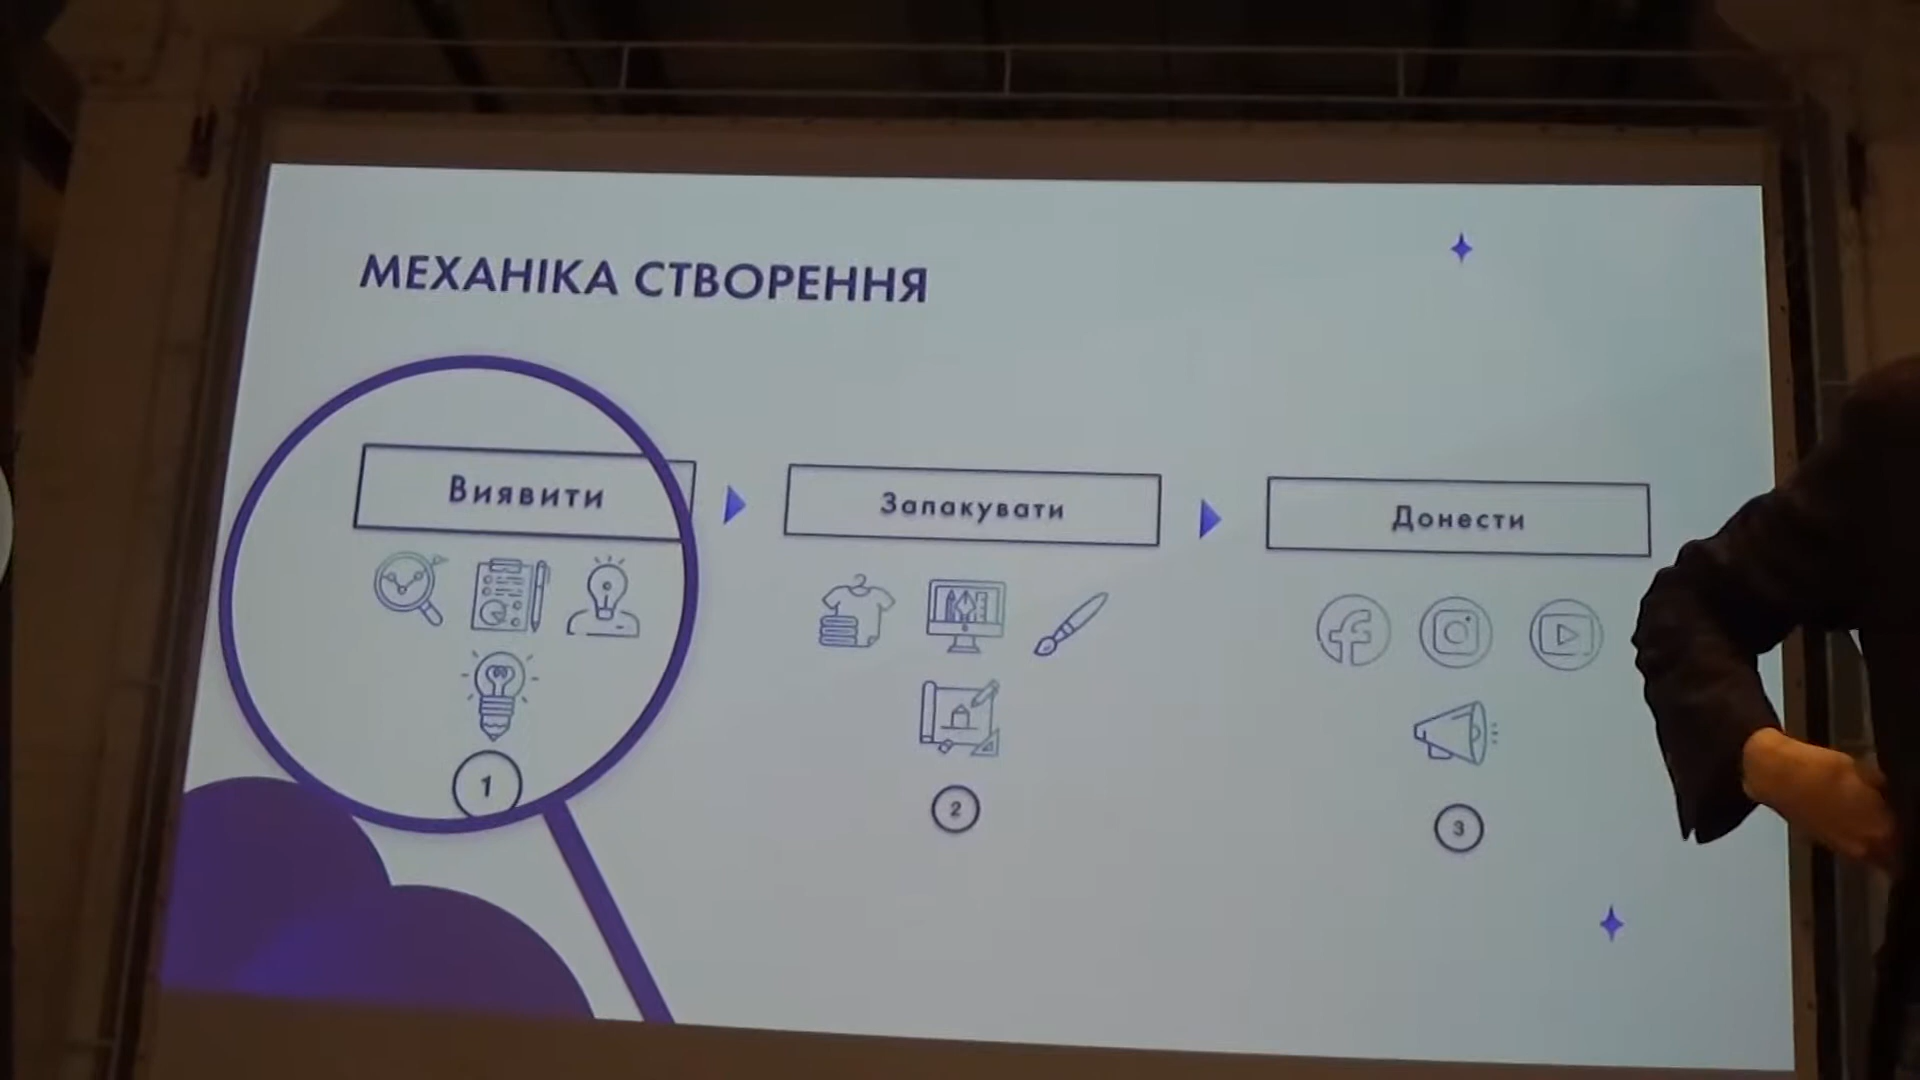 МЕХАНІКА СТВОРЕННЯ
Виявити
Запакувати
Донести
1
2
3